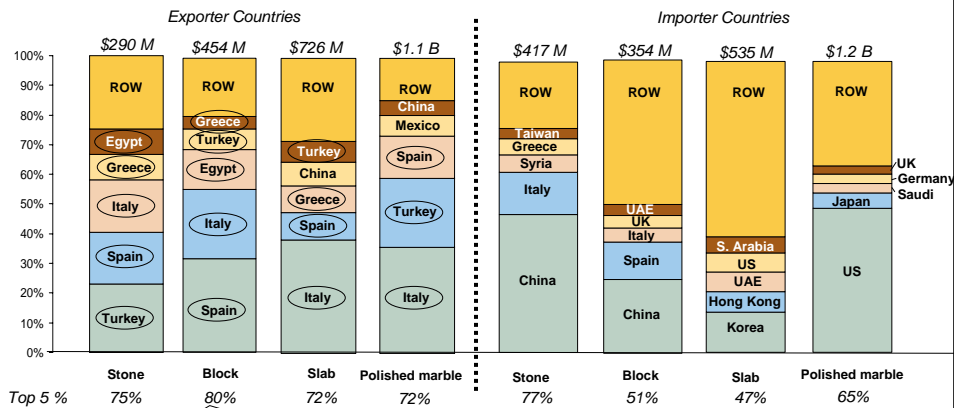 Exporter Countries
Importer Countries
$290 M $454 M $726 M $1.1 B $417 M $354 M $535 M $1.2 B
100%
90%
80%
70%
60%
50%
40%
30%
20%
10%
0%
ROW
Egypt
Greece
Italy
Spain
Turkey
ROW
Greece
Turkey
Egypt
Italy
Spain
ROW
Turkey
China
Greece
Spain
Italy
ROW
China
Mexico
Spain
Turkey
Italy
ROW
Taiwan
Greece
Syria
Italy
China
ROW
UAE
UK
Italy
Spain
China
ROW
S. Arabia
US
UAE
Hong Kong
Korea
ROW
UK
Germany
Saudi
Japan
US
Stone Block Slab Polished marble Stone Block Slab Polished marble
Top 5 % 75% 80% 72% 72% 77% 51% 47% 65%